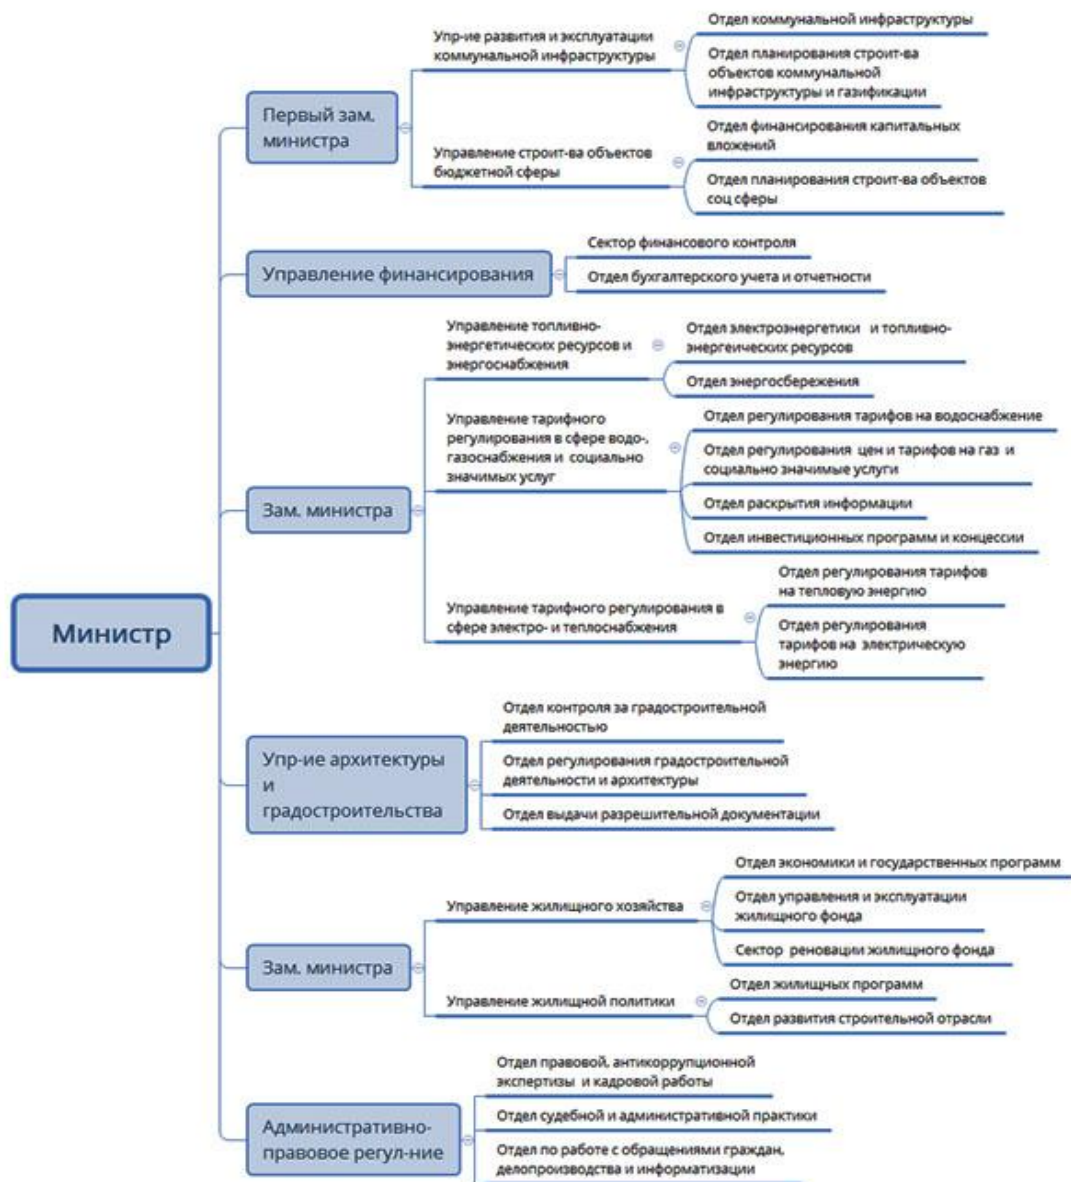 Министр
Первый зам.
министра
Упр-ие развития и эксплуатации
коммунальной инфраструктуры
Отдел коммунальной инфраструктуры
Отдел планирования строит-ва
объектов коммунальной
инфраструктуры и газификации
Управление строит-ва объектов
бюджетной сферы
Отдел финансирования капитальных
вложений
Отдел планирования строит-ва объектов
соц сферы
Управление финансирования
Сектор финансового контроля
Отдел бухгалтерского учета и отчетности
Зам. министра
Управление топливно-
энергетических ресурсов и
энергоснабжения
Отдел электроэнергетики и топливно-
энергеических ресурсов
Отдел энергосбережения
Управление тарифного
регулирования в сфере водо-,
газоснабжения и социально
значимых услуг
Отдел регулирования тарифов на водоснабжение
Отдел регулирования цен и тарифов на газ и
социально значимые услуги
Отдел раскрытия информации
Отдел инвестиционных программ и концессии
Управление тарифного регулирования в
сфере электро- и теплоснабжения
Отдел регулирования тарифов
на тепловую энергию
Отдел регулирования
тарифов на электрическую
энергию
Упр-ие архитектуры
и
градостроительства
Отдел контроля за градостроительной
деятельностью
Отдел регулирования градостроительной
деятельности и архитектуры
Отдел выдачи разрешительной документации
Зам. министра
Управление жилищного хозяйства
Отдел экономики и государственных программ
Отдел управления и эксплуатации
жилищного фонда
Сектор реновации жилищного фонда
Управление жилищной политики
Отдел жилищных программ
Отдел развития строительной отрасли
Административно-
правовое регул-ние
Отдел правовой, антикоррупционной
экспертизы и кадровой работы
Отдел судебной и административной практики
Отдел по работе с обращениями граждан,
делопроизводства и информатизации